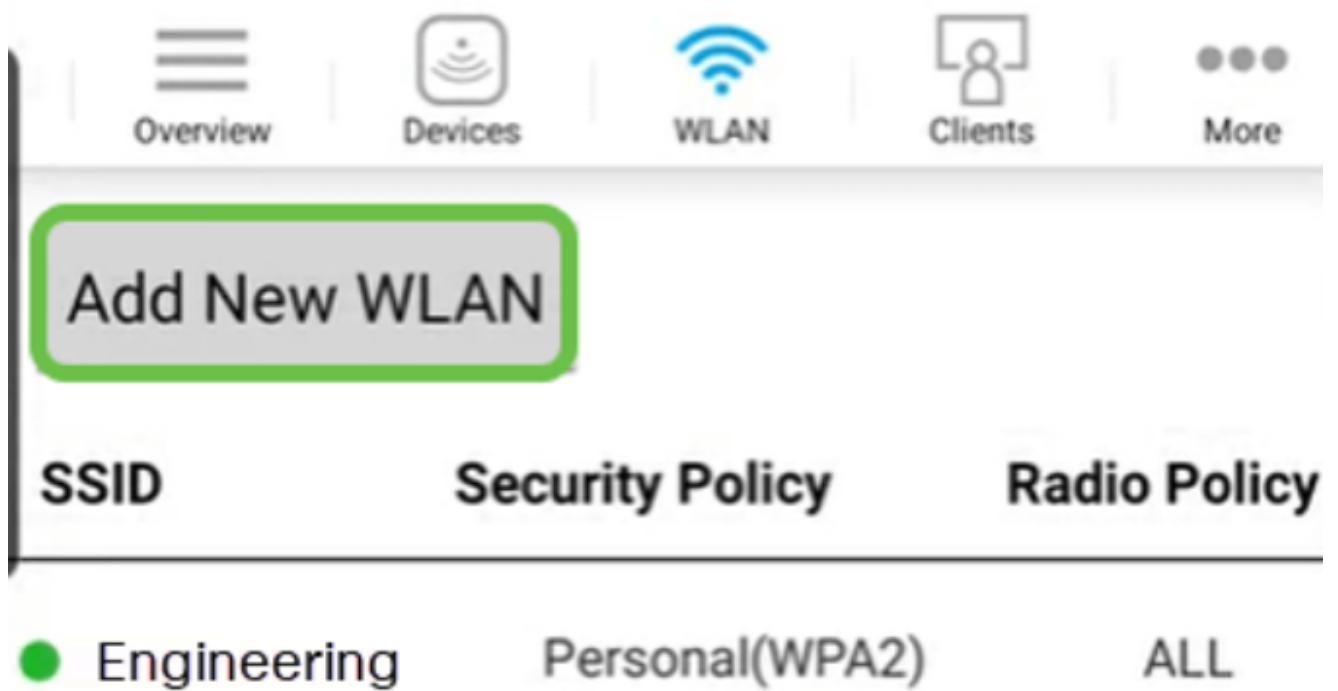 Overview Devices WLAN Clients More
Add New WLAN
SSID Security Policy Radio Policy
Engineering Personal(WPA2) ALL